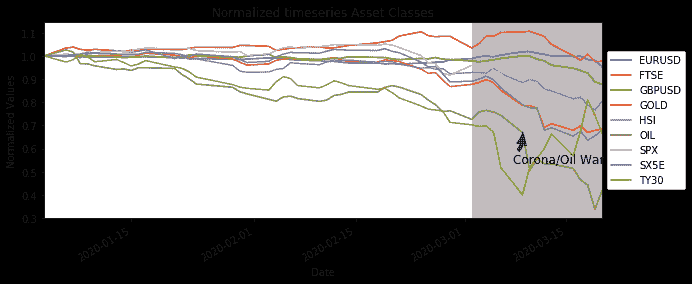 Normalized timeseries Asset Classes
Normalized Values
1.1
1.0
0.9
0.8
0.7
0.6
0.5
0.4
0.3
2020-01-15
2020-02-01
2020-02-15
2020-03-01
2020-03-15
Date
Corona/Oil War
EURUSD
FTSE
GBPUSD
GOLD
HSI
OIL
SPX
SX5E
TY30